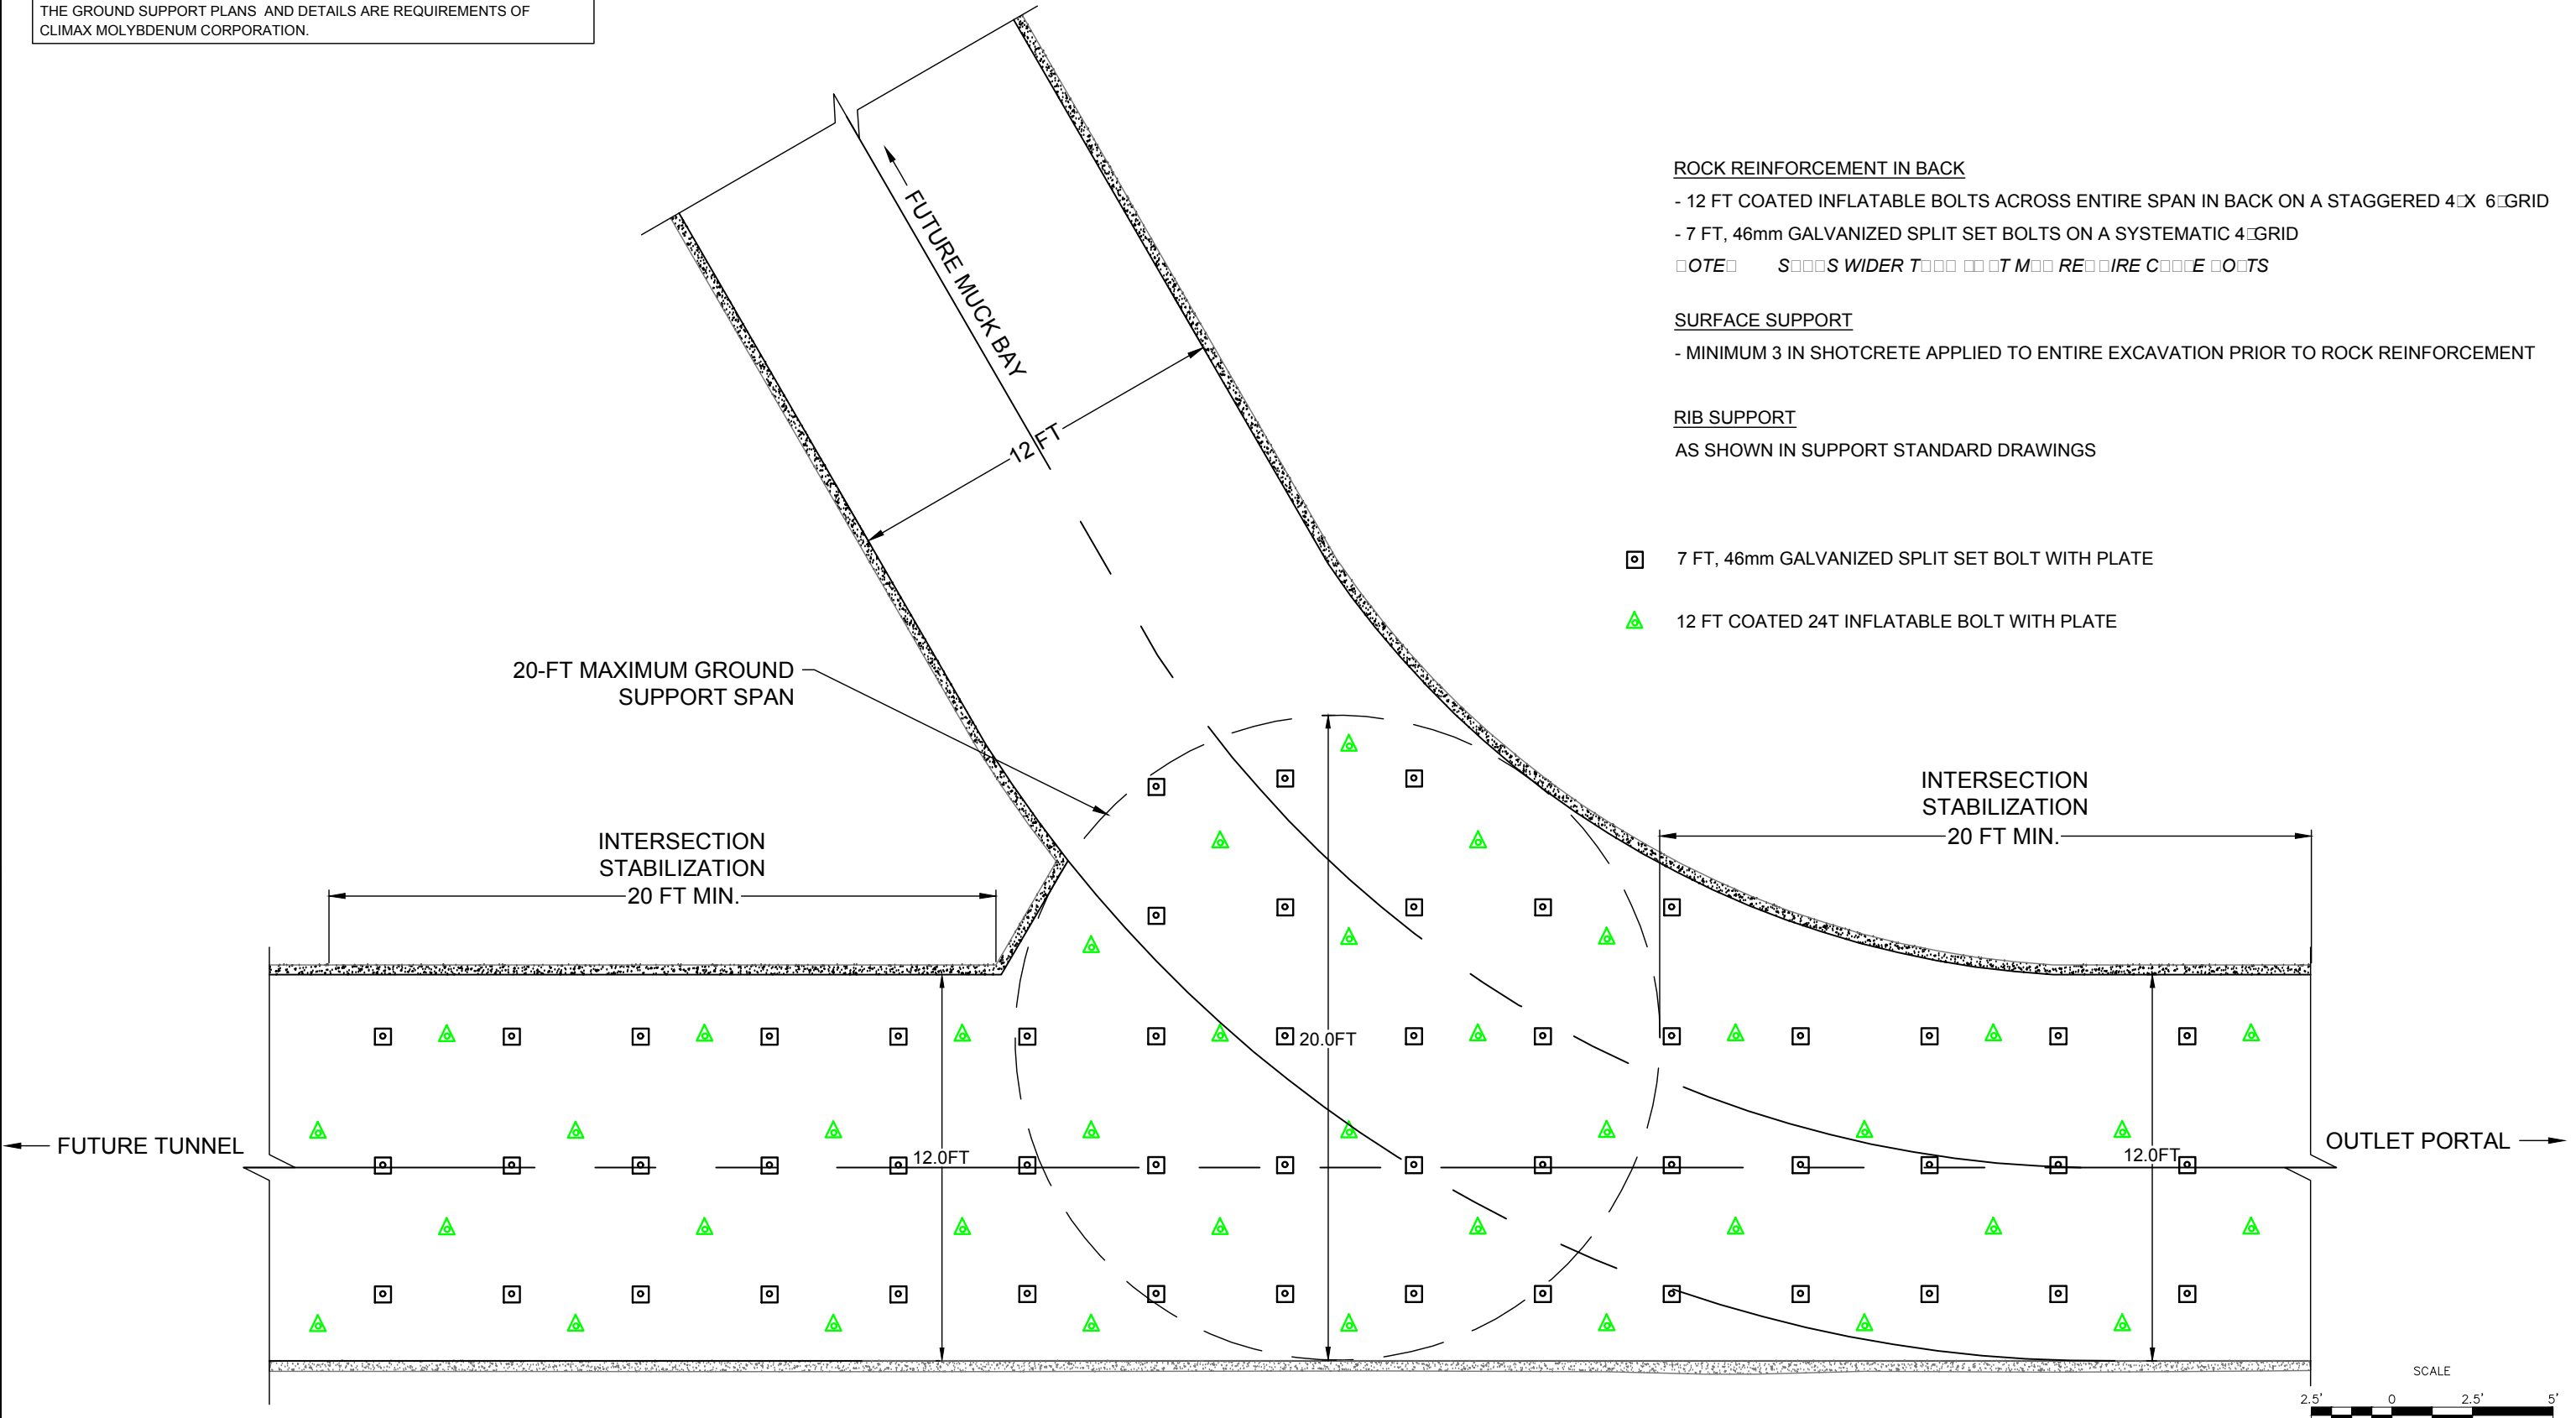 THE GROUND SUPPORT PLANS AND DETAILS ARE REQUIREMENTS OF
CLIMAX MOLYBDENUM CORPORATION.
ROCK REINFORCEMENT IN BACK
- 12 FT COATED INFLATABLE BOLTS ACROSS ENTIRE SPAN IN BACK ON A STAGGERED 4□X 6□GRID
- 7 FT, 46mm GALVANIZED SPLIT SET BOLTS ON A SYSTEMATIC 4□GRID
WIDER
SURFACE SUPPORT
- MINIMUM 3 IN SHOTCRETE APPLIED TO ENTIRE EXCAVATION PRIOR TO ROCK REINFORCEMENT
RIB SUPPORT
AS SHOWN IN SUPPORT STANDARD DRAWINGS
7 FT, 46mm GALVANIZED SPLIT SET BOLT WITH PLATE
12 FT COATED 24T INFLATABLE BOLT WITH PLATE
FUTURE MUCK BAY
12 FT
20-FT MAXIMUM GROUND
SUPPORT SPAN
INTERSECTION
STABILIZATION
20 FT MIN.
INTERSECTION
STABILIZATION
20 FT MIN.
20.0FT
FUTURE TUNNEL
12.0FT
12.0FT
OUTLET PORTAL
SCALE
2.5' 0 2.5' 5'